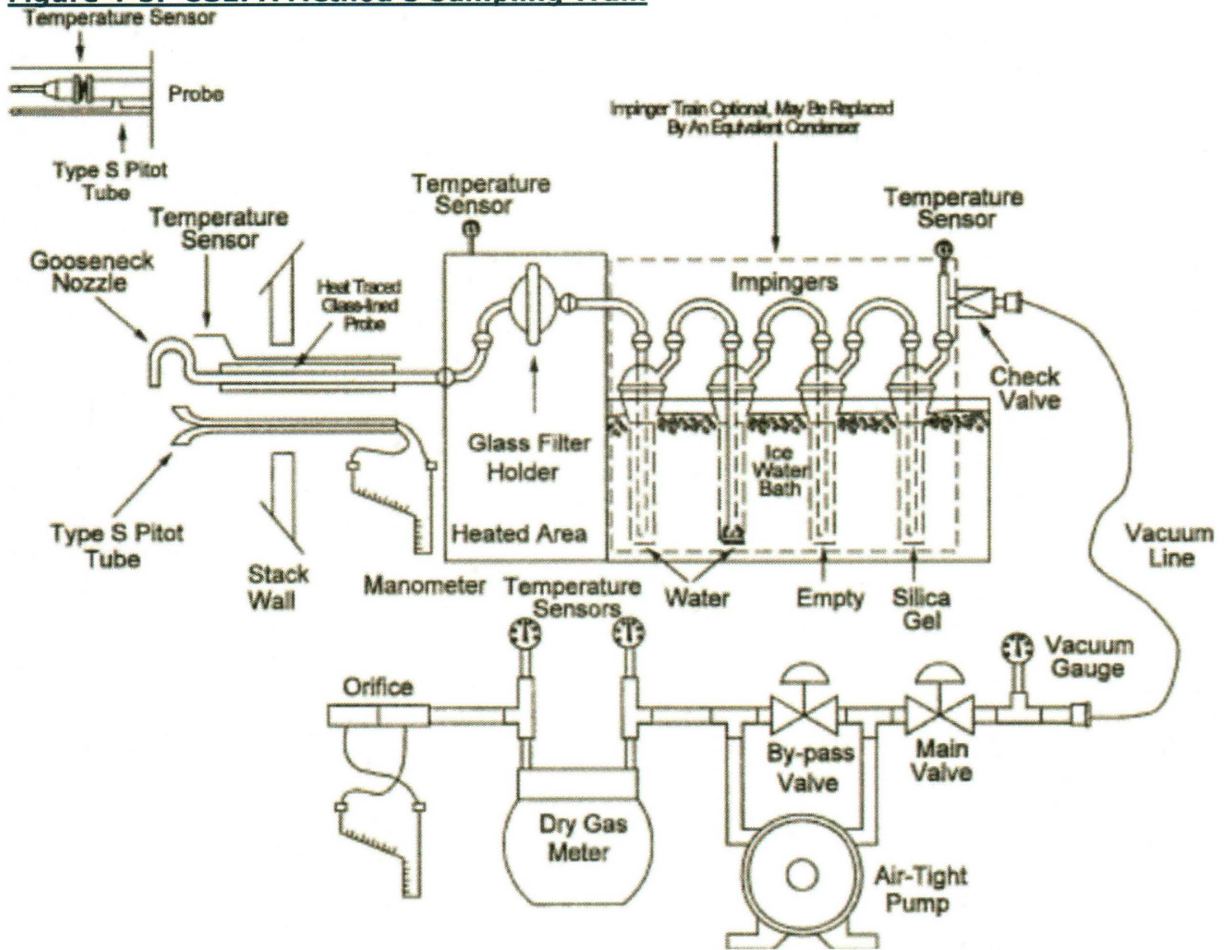 Temperature Sensor
Probe
Type S Pitot
Tube
Impinger Train Optional, May Be Replaced
By An Equivalent Condenser
Temperature
Sensor
Temperature
Sensor
Temperature
Sensor
Gooseneck
Nozzle
Heat Traced
Glass-lined
Probe
Impingers
Check
Valve
Glass Filter
Holder
Ice
Water
Bath
Heated Area
Type S Pitot
Tube
Vacuum
Line
Stack
Wall
Manometer
Temperature
Sensors
Water
Empty
Silica
Gel
Vacuum
Gauge
Orifice
By-pass
Valve
Main
Valve
Dry Gas
Meter
Air-Tight
Pump